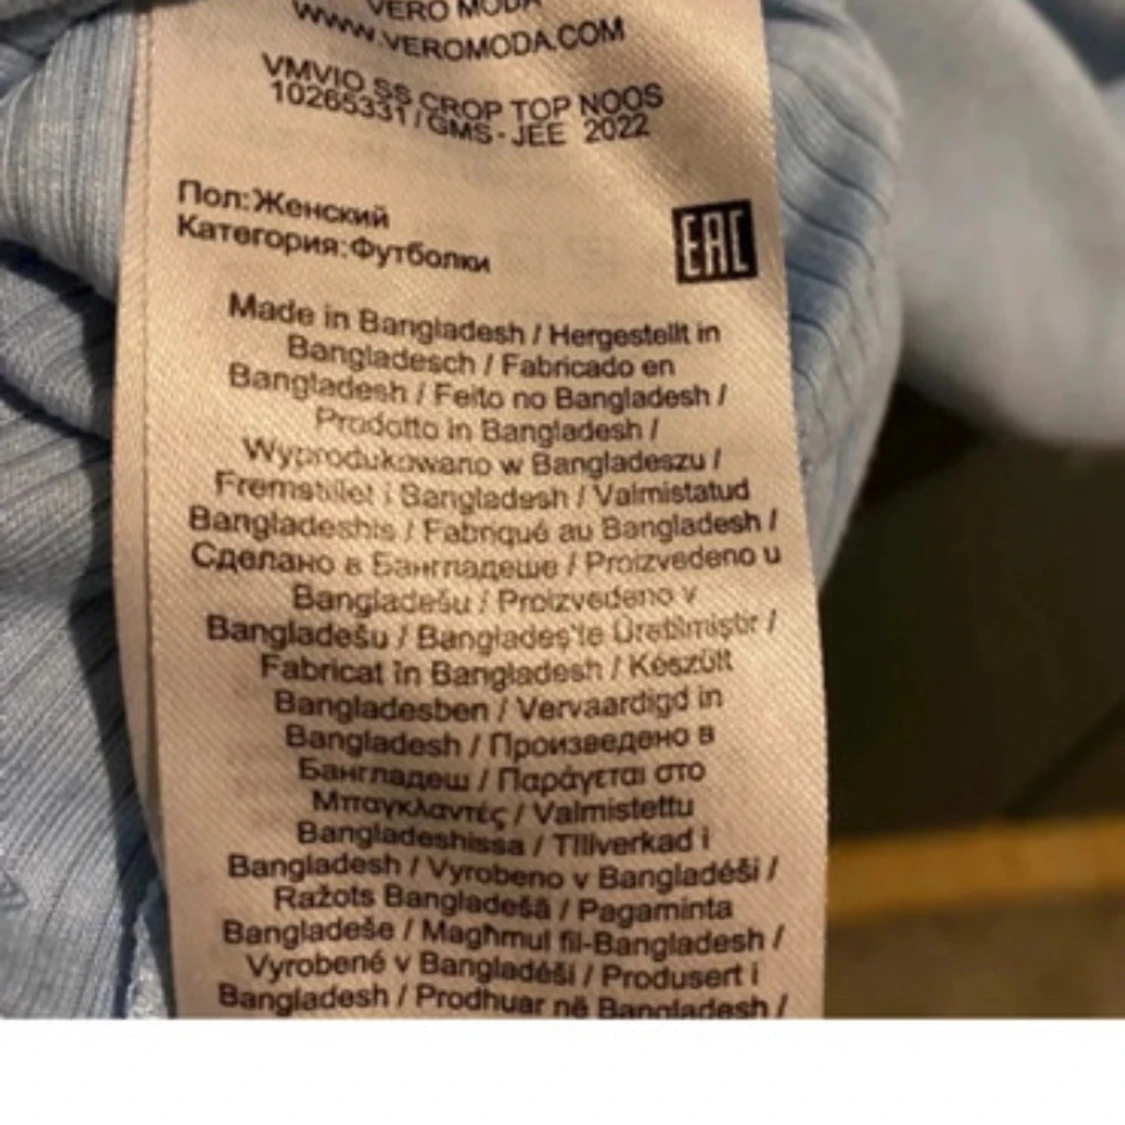 VERO MODA
WWW.VEROMODA.COM
VMVIO SS CROP TOP NOOS
10265331 / GMS - JEE 2022
Пол:Женский
Категория:Футболки
EAC
Made in Bangladesh / Hergestellt in
Bangladesch / Fabricado en
Bangladesh / Feito no Bangladesh /
Prodotto in Bangladesh /
Wyprodukowano w Bangladeszu /
Fremstillet i Bangladesh / Valmistatud
Bangladeshis / Fabriqué au Bangladesh /
Сделано в Бангладеше / Proizvedeno u
Bangladešu / Proizvedeno v
Bangladešu / Bangladeş'te Üretilmiştir /
Fabricat în Bangladesh / Készült
Bangladesben / Vervaardigd in
Bangladesh / Произведено в
Бангладеш / Παράγεται στο
Μπαγκλαντές / Valmistettu
Bangladeshissa / Tillverkad i
Bangladesh / Vyrobeno v Bangladéši /
Ražots Bangladešā / Pagaminta
Bangladeše / Magħmul fil-Bangladesh /
Vyrobené v Bangladéši / Produsert i
Bangladesh / Prodhuar në Bangladesh /